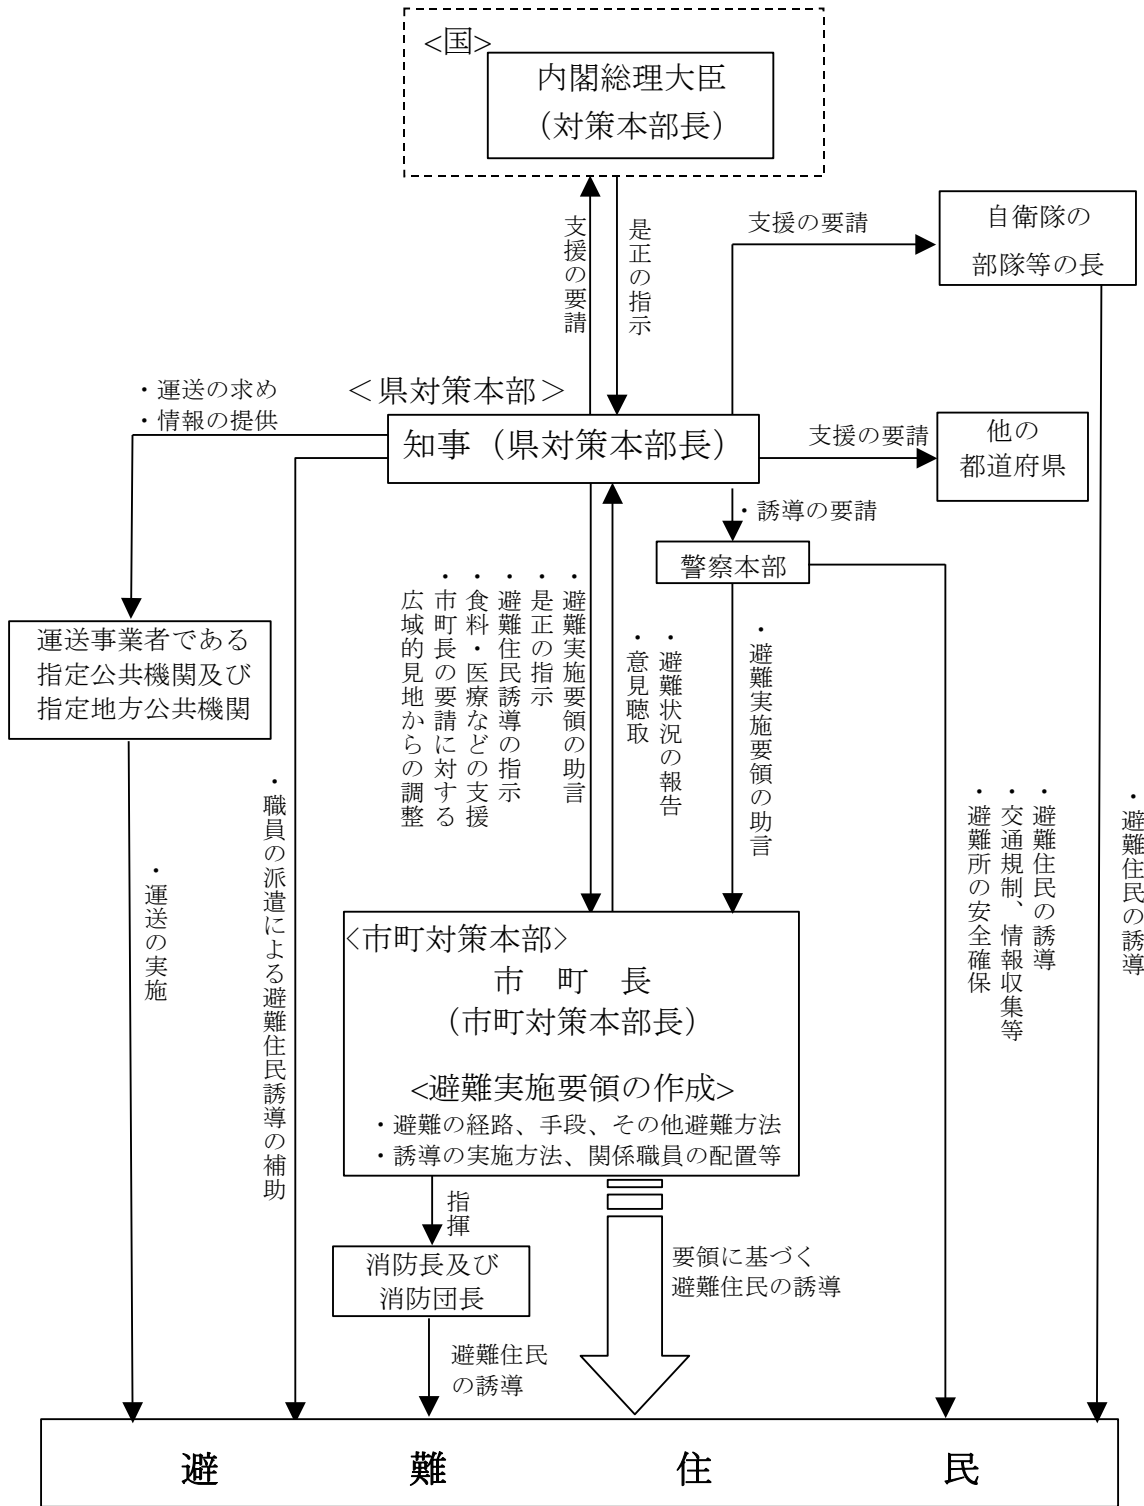 <国>
内閣総理大臣
（対策本部長）
支援の要請
是正の指示
支援の要請
自衛隊の
部隊等の長
・運送の求め
・情報の提供
＜県対策本部＞
知事（県対策本部長）
支援の要請
他の
都道府県
・誘導の要請
警察本部
運送事業者である
指定公共機関及び
指定地方公共機関
・避難実施要領の助言
・是正の指示
・避難住民誘導の指示
・食料・医療などの支援
・市町長の要請に対する
広域的見地からの調整
・避難状況の報告
・意見聴取
・避難実施要領の助言
・避難住民の誘導
・交通規制、情報収集等
・避難所の安全確保
・避難住民の誘導
・運送の実施
・職員の派遣による避難住民誘導の補助
<市町対策本部>
市　町　長
（市町対策本部長）
<避難実施要領の作成>
・避難の経路、手段、その他避難方法
・誘導の実施方法、関係職員の配置等
指揮
消防長及び
消防団長
要領に基づく
避難住民の誘導
避難住民
の誘導
避　難　住　民